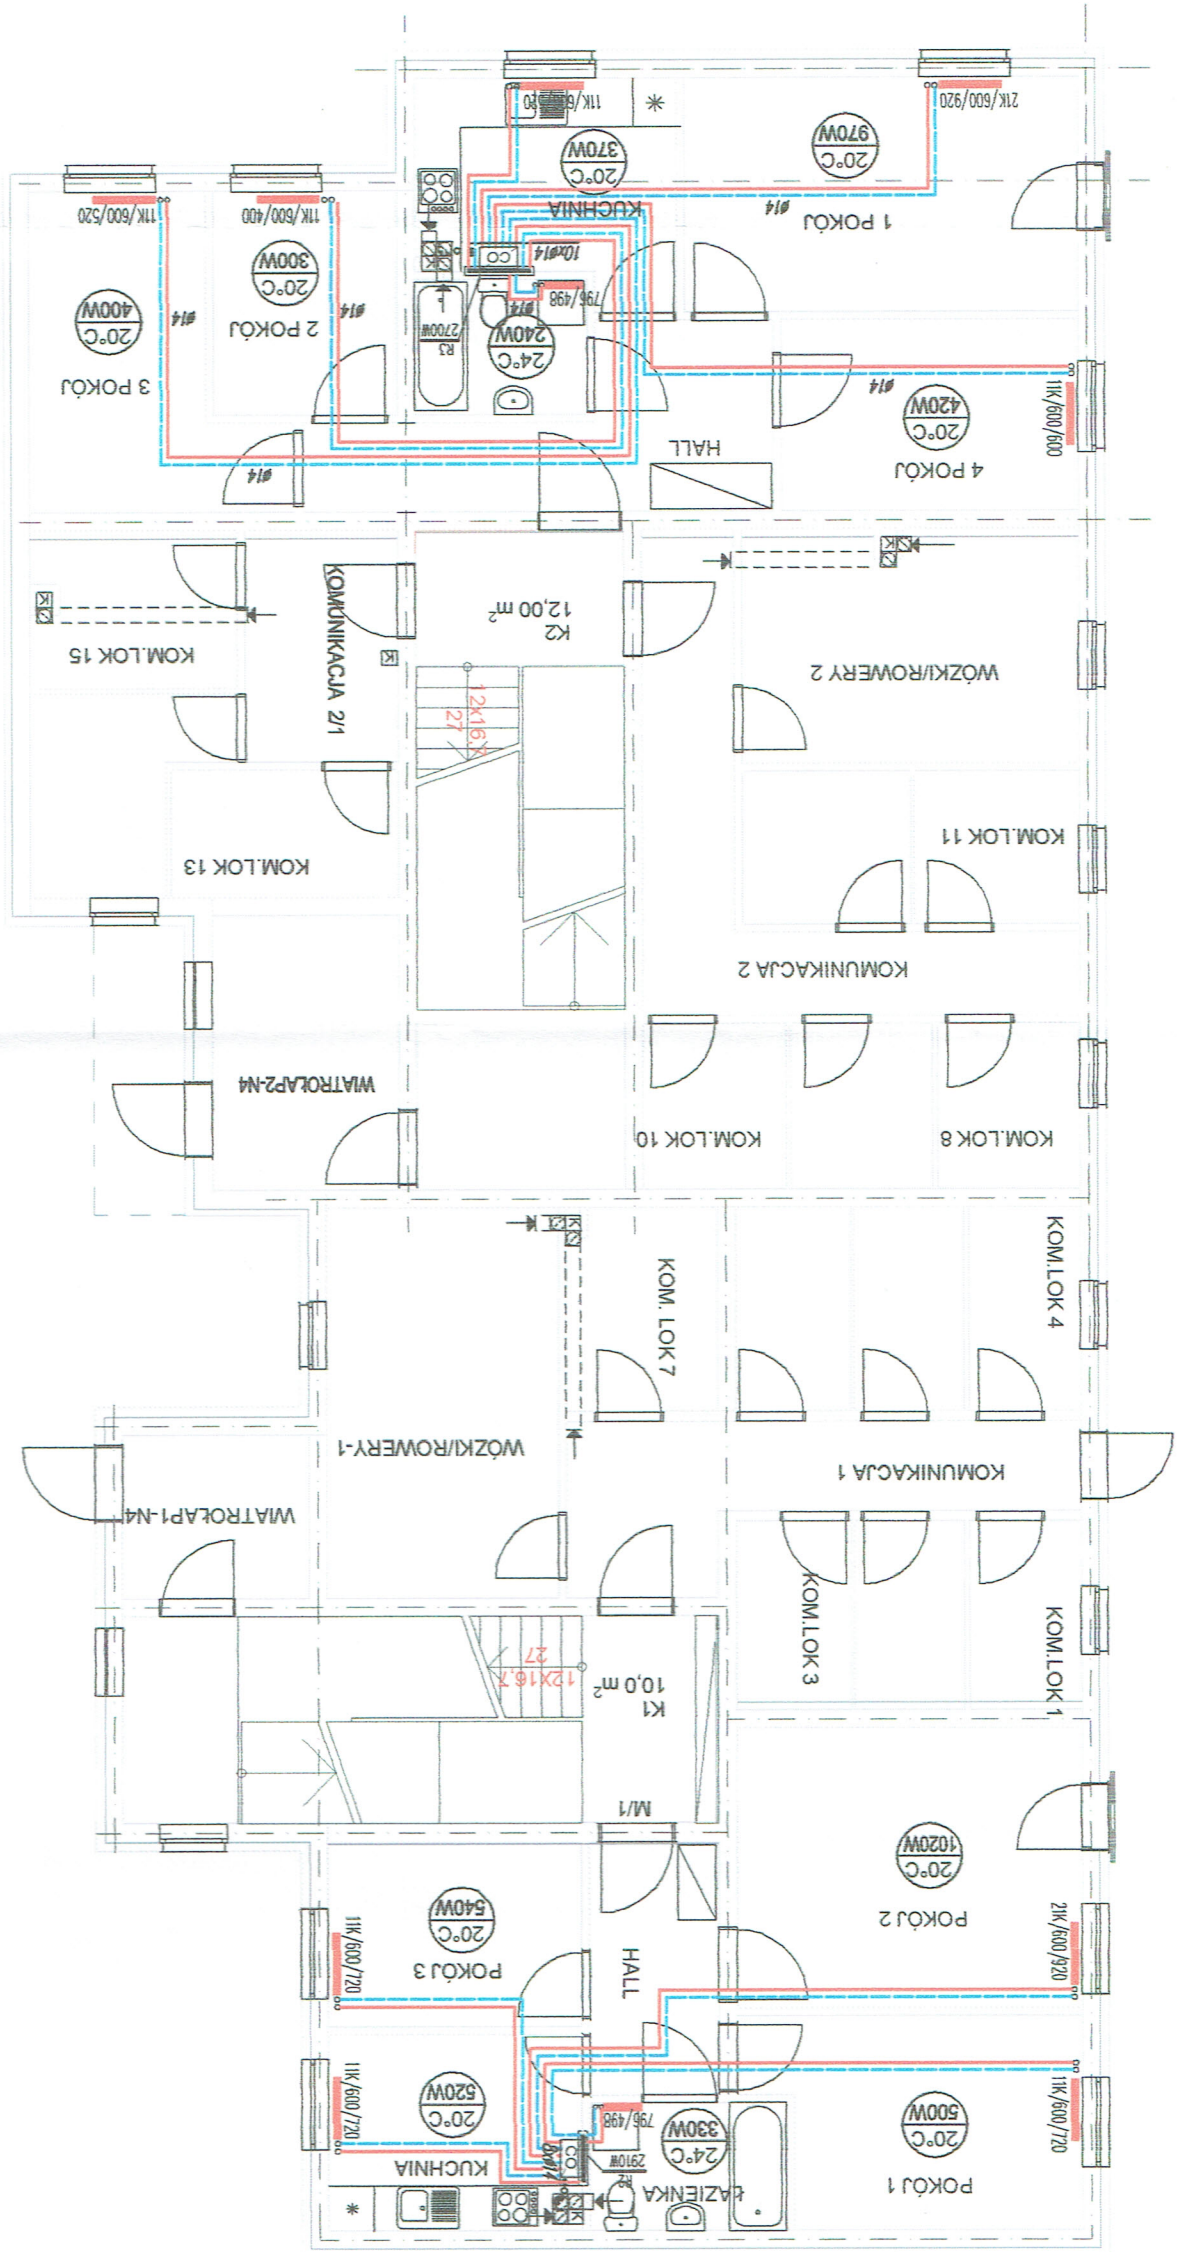 11K/600/520
21K/600/920
20°C
370W
20°C
970W
KUCHNIA
ø14
1 POKÓJ
11K/600/520
11K/600/400
20°C
300W
2 POKÓJ
ø14
20°C
400W
ø14
3 POKÓJ
CO
10xø14
796/498
ø14
R3
2700W
24°C
240W
K
ø14
11K/600/600
20°C
420W
4 POKÓJ
HALL
ø14
K2
12,00 m²
KOMUNIKACJA 2/1
K
K
KOM.LOK 15
K
WÓZKI/ROWERY 2
12x16,7
27
KOM.LOK 13
KOM.LOK 11
KOMUNIKACJA 2
WIATROŁAP2-N4
KOM.LOK 10
KOM.LOK 8
K
KOM. LOK 7
KOM.LOK 4
WÓZKI/ROWERY-1
KOMUNIKACJA 1
WIATROŁAP1-N4
KOM.LOK 3
KOM.LOK 1
12X16,7
27
K1
10,0 m²
M/1
20°C
1020W
POKÓJ 2
21K/600/920
20°C
540W
POKÓJ 3
11K/600/720
HALL
20°C
520W
11K/600/720
KUCHNIA
CO
8xø14
796/498
R2
2910W
24°C
330W
ŁAZIENKA
K
20°C
500W
11K/600/720
POKÓJ 1